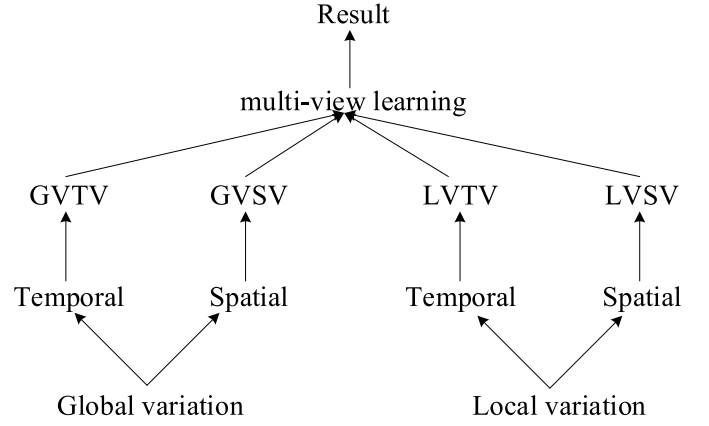 Result
multi-view learning
GVTV GVSV LVTV LVSV
Temporal Spatial Temporal Spatial
Global variation Local variation